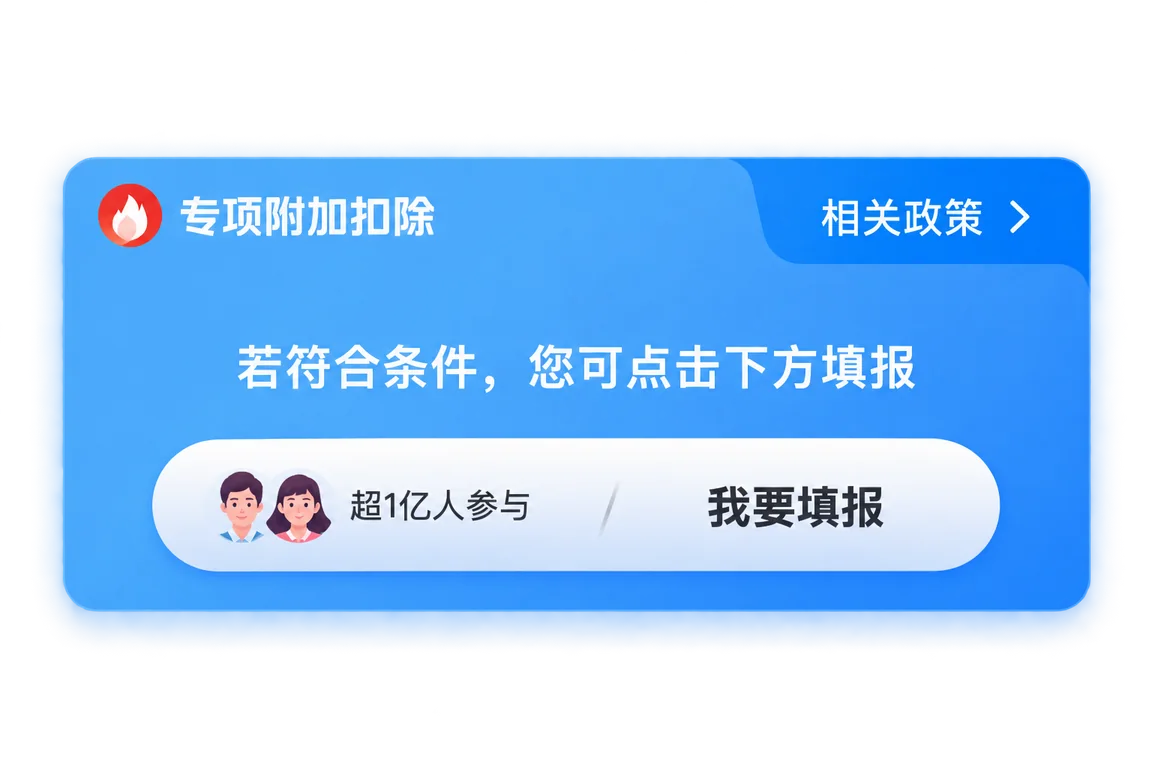 专项附加扣除
相关政策
若符合条件，您可点击下方填报
超1亿人参与
我要填报